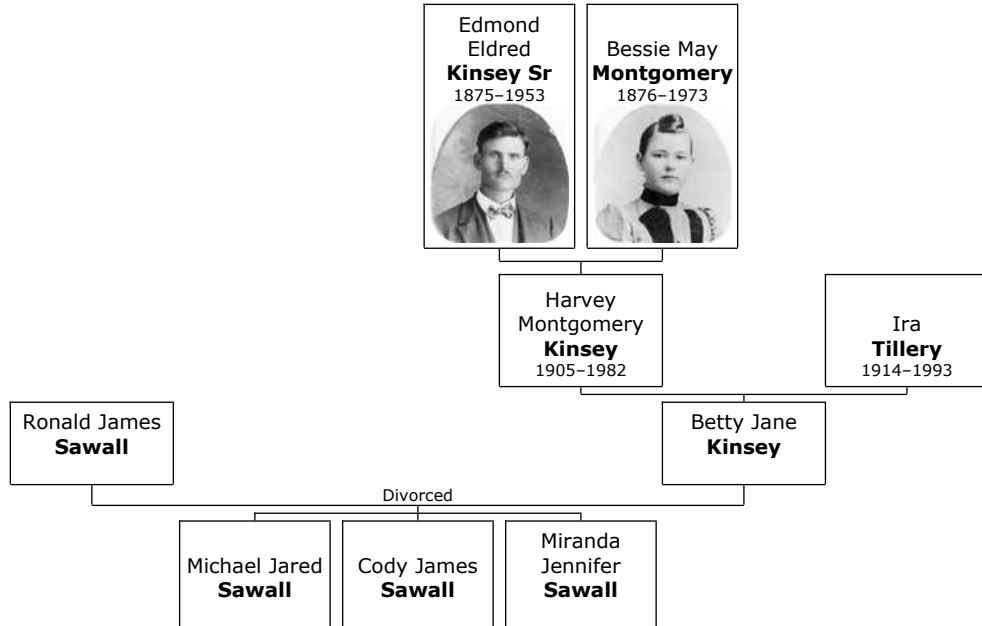 Edmond
Eldred
Kinsey Sr
1875–1953
Bessie May
Montgomery
1876–1973
Harvey
Montgomery
Kinsey
1905–1982
Ira
Tillery
1914–1993
Ronald James
Sawall
Betty Jane
Kinsey
Divorced
Michael Jared
Sawall
Cody James
Sawall
Miranda
Jennifer
Sawall